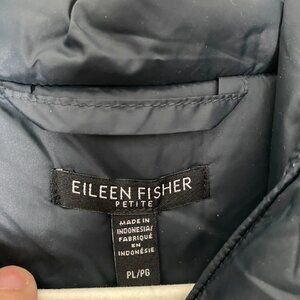 EILEEN FISHER
PETITE
MADE IN
INDONESIA/
FABRIQUÉ
EN
INDONÉSIE
PL/PG